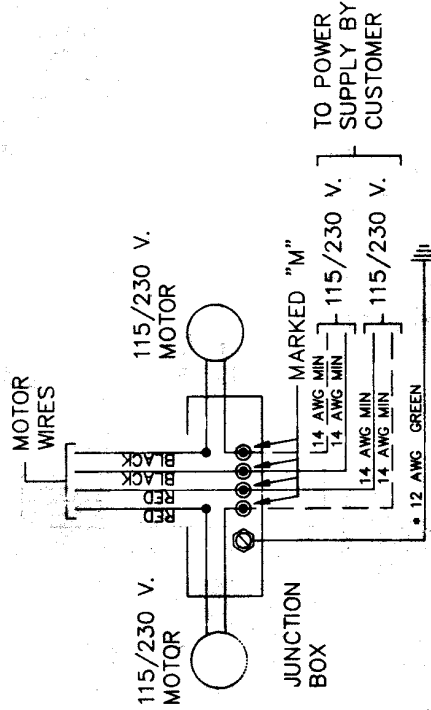 MOTOR
WIRES
115/230 V.
MOTOR
115/230 V.
MOTOR
RED
RED
BLACK
BLACK
JUNCTION
BOX
MARKED "M"
14 AWG MIN
14 AWG MIN
115/230 V.
14 AWG MIN
14 AWG MIN
115/230 V.
TO POWER
SUPPLY BY
CUSTOMER
* 12 AWG GREEN